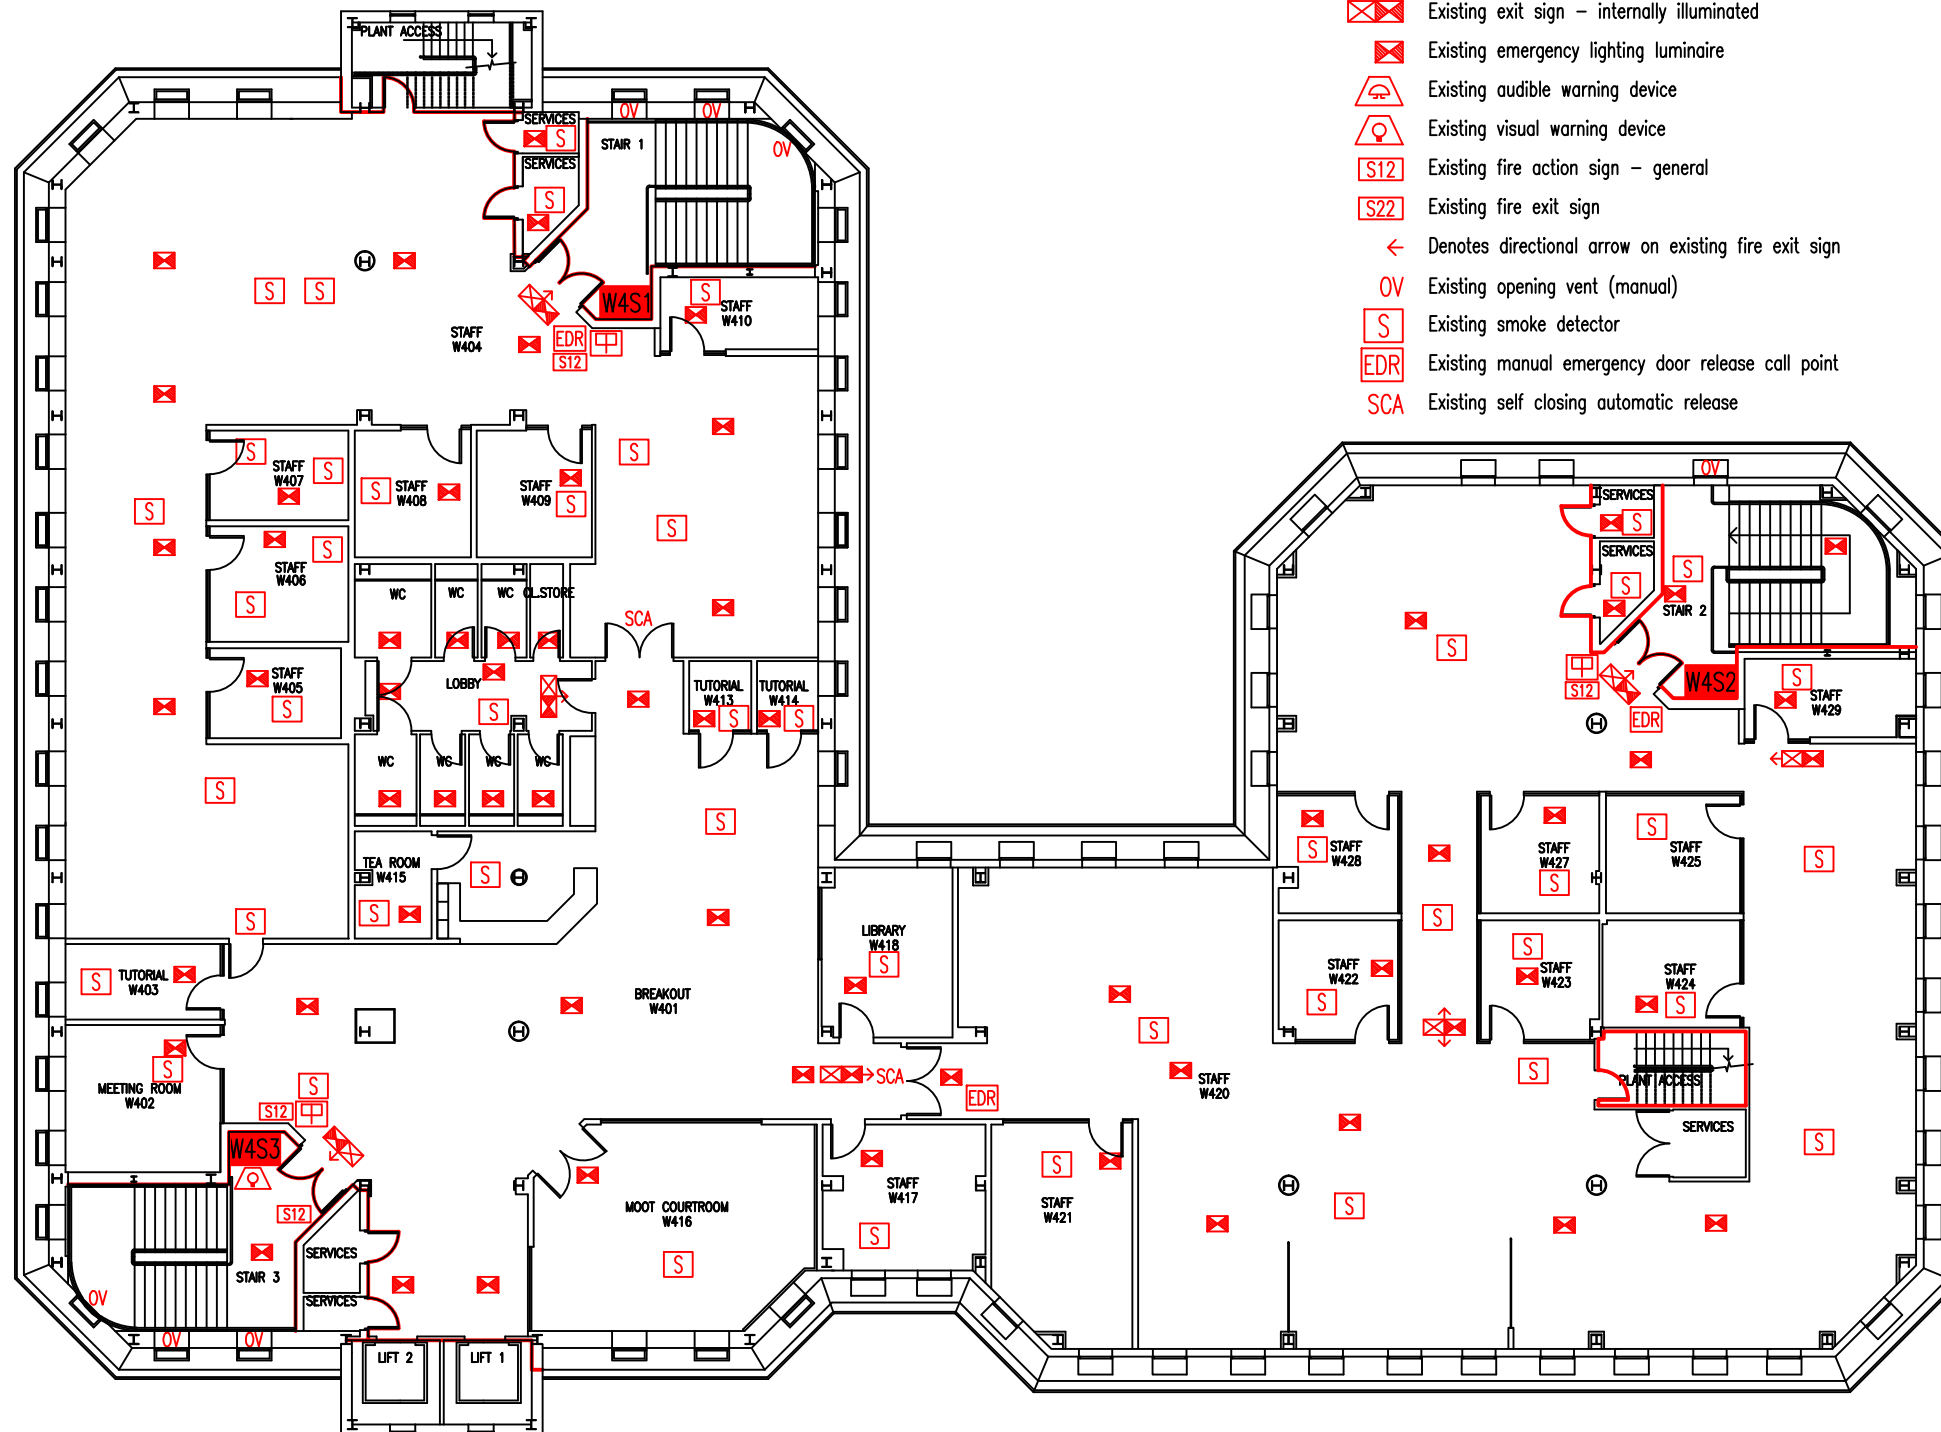 Existing exit sign – internally illuminated
Existing emergency lighting luminaire
Existing audible warning device
Existing visual warning device
S12 Existing fire action sign – general
S22 Existing fire exit sign
Denotes directional arrow on existing fire exit sign
OV Existing opening vent (manual)
S Existing smoke detector
EDR Existing manual emergency door release call point
SCA Existing self closing automatic release
PLANT ACCESS
OV
OV
OV
SERVICES
S
STAIR 1
SERVICES
S
S
S
W4S1
S
STAFF
W410
STAFF
W404
EDR
S12
S
STAFF
W407
S
S
STAFF
W408
STAFF
W409
S
S
S
S
S
STAFF
W406
S
WC
WC
WC
CL.STORE
SCA
STAFF
W405
S
LOBBY
S
TUTORIAL
W413
S
TUTORIAL
W414
S
WC
WC
WC
WC
S
S
TEA ROOM
W415
S
S
S
TUTORIAL
W403
S
BREAKOUT
W401
LIBRARY
W418
S
MEETING ROOM
W402
S
S
S12
W4S3
S12
STAIR 3
SERVICES
SERVICES
OV
OV
OV
LIFT 2
LIFT 1
MOOT COURTROOM
W416
S
SCA
EDR
STAFF
W417
S
STAFF
W421
S
STAFF
W420
S
S
S
OV
SERVICES
S
SERVICES
S
S
STAIR 2
S
S12
W4S2
EDR
S
STAFF
W429
STAFF
W428
S
STAFF
W427
S
STAFF
W425
S
S
S
STAFF
W422
S
STAFF
W423
S
STAFF
W424
S
PLANT ACCESS
SERVICES
S